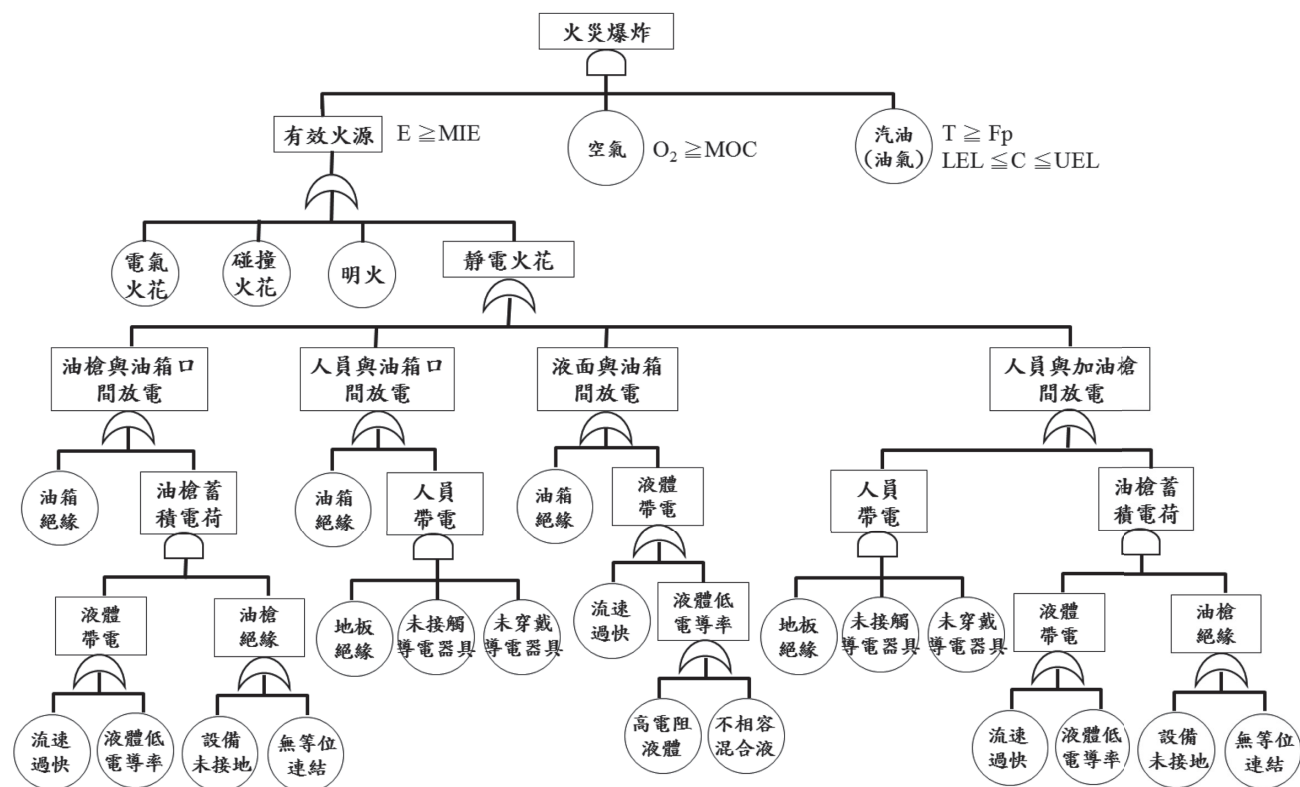 火災爆炸
有效火源
E ≧MIE
空氣
O₂ ≧MOC
汽油
(油氣)
T ≧ Fp
LEL ≦C ≦UEL
電氣
火花
碰撞
火花
明火
靜電火花
油槍與油箱口
間放電
人員與油箱口
間放電
液面與油箱
間放電
人員與加油槍
間放電
油箱
絕緣
油槍蓄
積電荷
油箱
絕緣
人員
帶電
油箱
絕緣
液體
帶電
人員
帶電
油槍蓄
積電荷
液體
帶電
油槍
絕緣
地板
絕緣
未接觸
導電器具
未穿戴
導電器具
流速
過快
液體低
電導率
地板
絕緣
未接觸
導電器具
未穿戴
導電器具
液體
帶電
油槍
絕緣
流速
過快
液體低
電導率
設備
未接地
無等位
連結
高電阻
液體
不相容
混合液
流速
過快
液體低
電導率
設備
未接地
無等位
連結